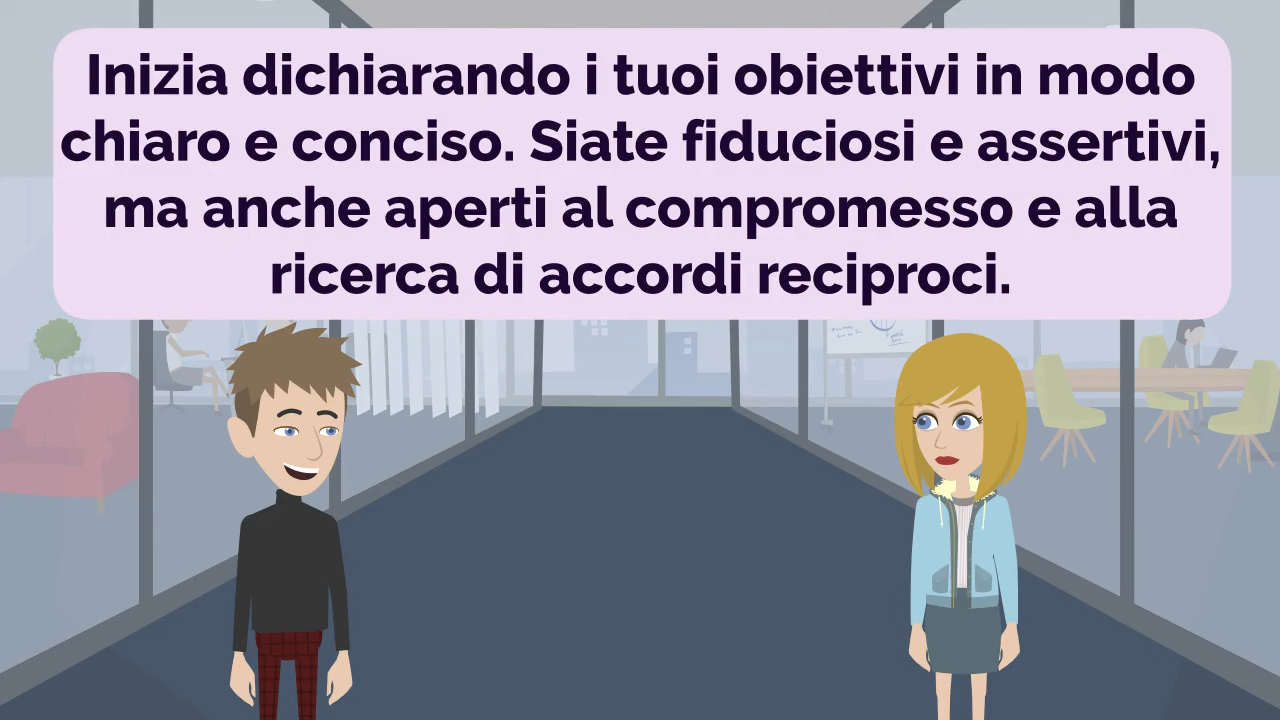 Inizia dichiarando i tuoi obiettivi in modo
chiaro e conciso. Siate fiduciosi e assertivi,
ma anche aperti al compromesso e alla
ricerca di accordi reciproci.